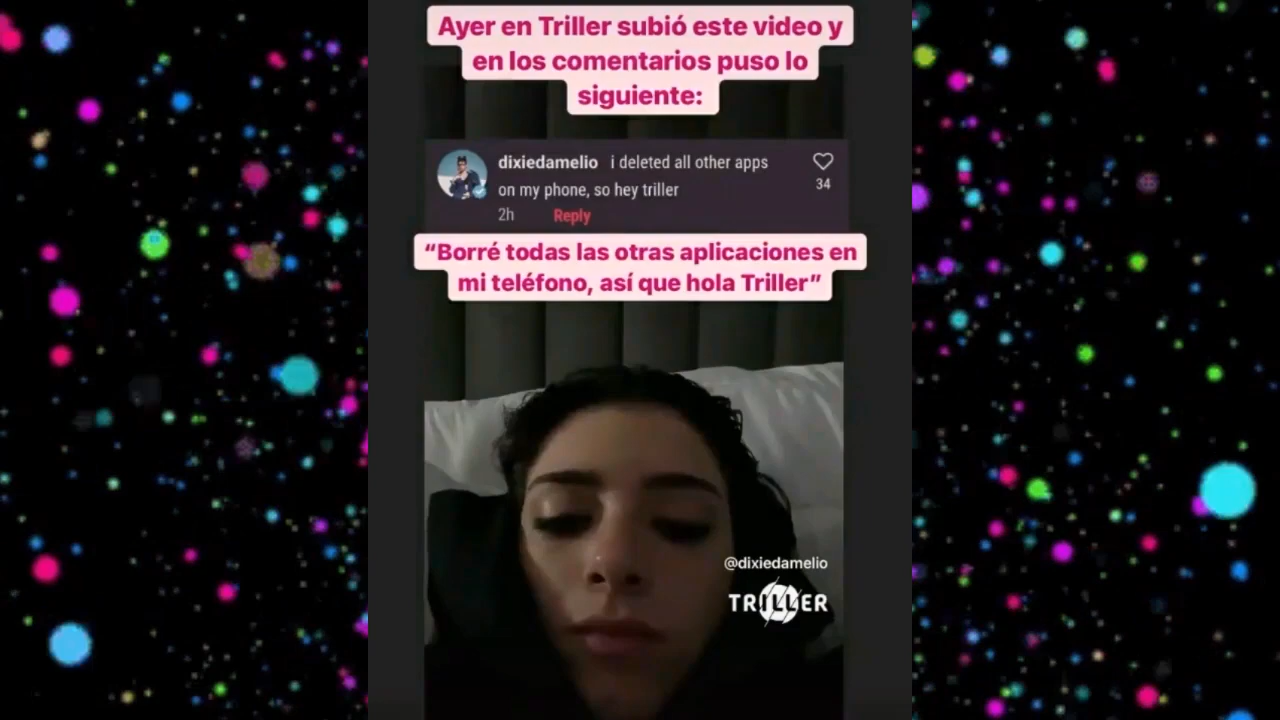 Ayer en Triller subió este video y
en los comentarios puso lo
siguiente:
dixiedamelio i deleted all other apps
on my phone, so hey triller
34
2h Reply
“Borré todas las otras aplicaciones en
mi teléfono, así que hola Triller”
@dixiedamelio
TRILLER